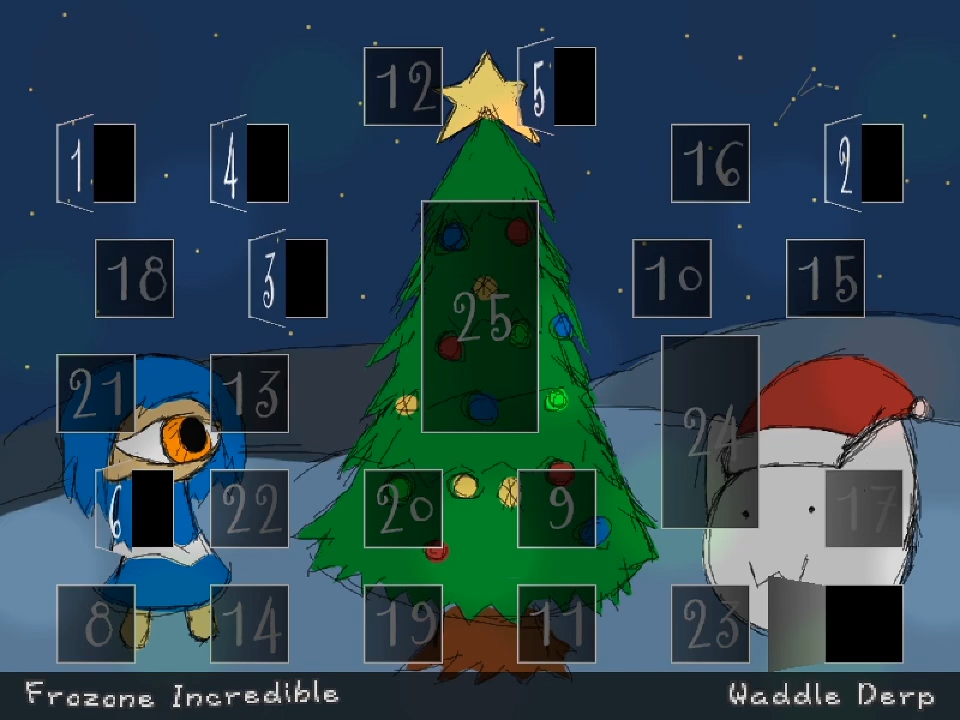 12 5
1 4 16 2
18 3 25 10 15
21 13 24
6 22 20 9 17
8 14 19 11 23
Frozone Incredible
Waddle Derp